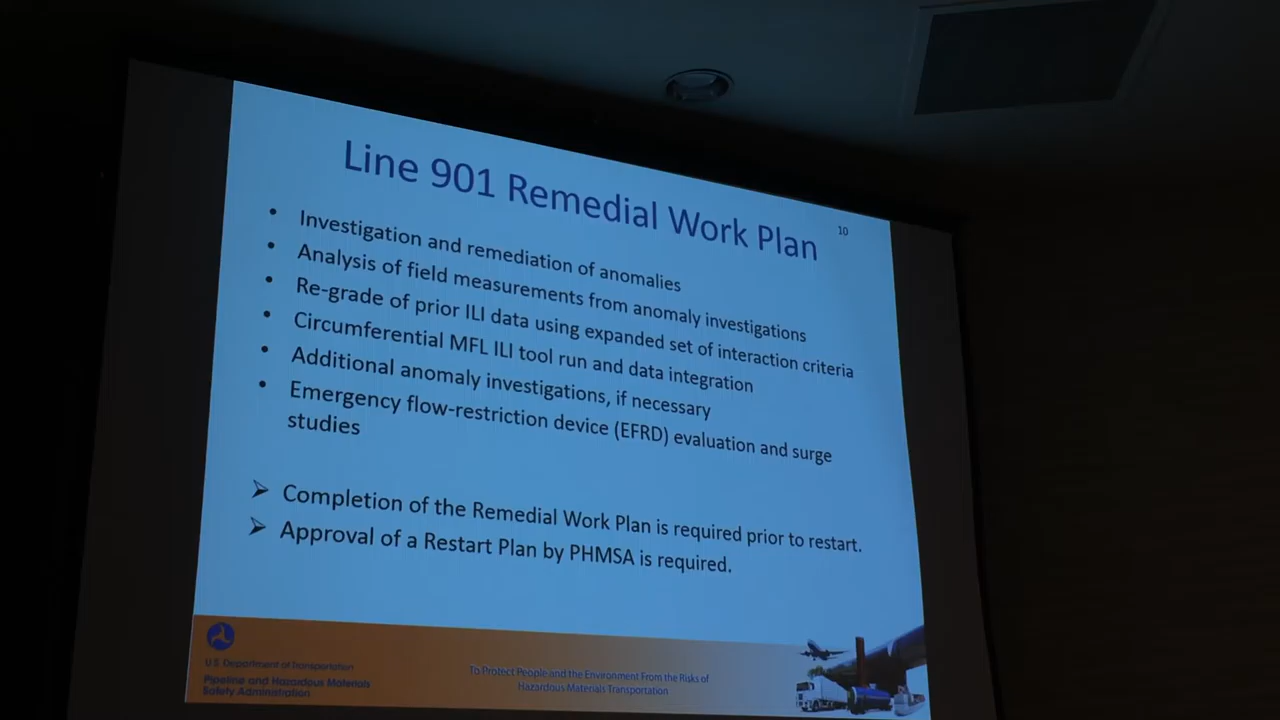 Line 901 Remedial Work Plan
10
• Investigation and remediation of anomalies
• Analysis of field measurements from anomaly investigations
• Re-grade of prior ILI data using expanded set of interaction criteria
• Circumferential MFL ILI tool run and data integration
• Additional anomaly investigations, if necessary
• Emergency flow-restriction device (EFRD) evaluation and surge
studies
➢ Completion of the Remedial Work Plan is required prior to restart.
➢ Approval of a Restart Plan by PHMSA is required.
U.S. Department of Transportation
Pipeline and Hazardous Materials
Safety Administration
To Protect People and the Environment From the Risks of
Hazardous Materials Transportation